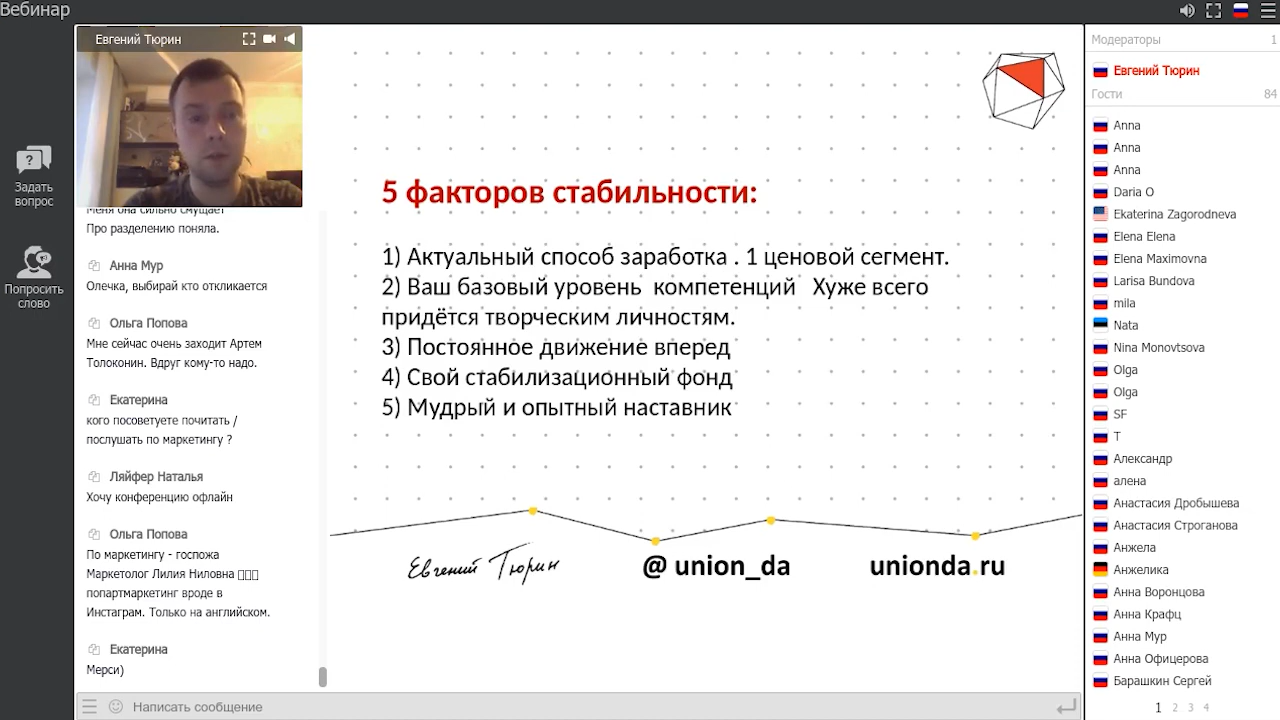 Вебинар
Евгений Тюрин
Задать
вопрос
Попросить
слово
Меня она сильно смущает
Про разделению поняла.
Анна Мур
Олечка, выбирай кто откликается
Ольга Попова
Мне сейчас очень заходит Артем
Толоконин. Вдруг кому-то надо.
Екатерина
кого посоветуете почитать /
послушать по маркетингу ?
Ляйфер Наталья
Хочу конференцию офлайн
Ольга Попова
По маркетингу - госпожа
Маркетолог Лилия Ниловна
попартмаркетинг вроде в
Инстаграм. Только на английском.
Екатерина
Мерси)
Написать сообщение
5 факторов стабильности:
1) Актуальный способ заработка . 1 ценовой сегмент.
2) Ваш базовый уровень компетенций Хуже всего
придётся творческим личностям.
3) Постоянное движение вперед
4) Свой стабилизационный фонд
5) Мудрый и опытный наставник
Евгений Тюрин
@ union_da
unionda.ru
Модераторы 1
Евгений Тюрин
Гости 84
Anna
Anna
Anna
Daria O
Ekaterina Zagorodneva
Elena Elena
Elena Maximovna
Larisa Bundova
mila
Nata
Nina Monovtsova
Olga
Olga
SF
T
Александр
алена
Анастасия Дробышева
Анастасия Строганова
Анжела
Анжелика
Анна Воронцова
Анна Крафц
Анна Мур
Анна Офицерова
Барашкин Сергей
1 2 3 4